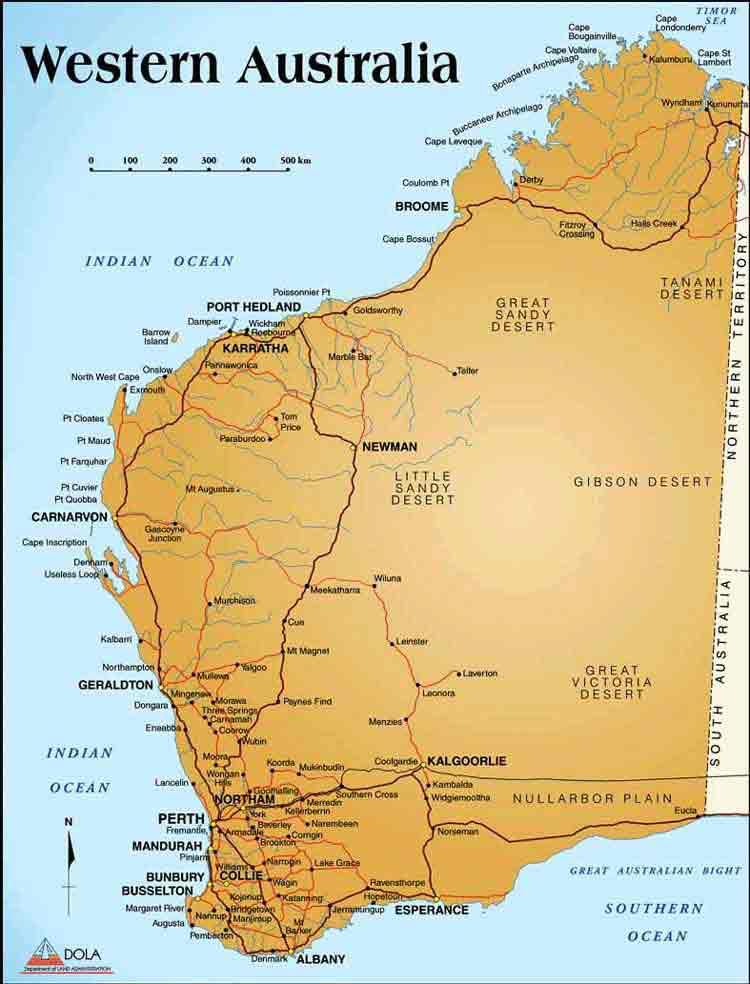 TIMOR
SEA
Western Australia
Cape
Londonderry
Cape
Bougainville
Cape Voltaire
Bonaparte Archipelago
Kalumburu
Cape St
Lambert
Wyndham
Kununurra
Buccaneer Archipelago
Cape Leveque
0 100 200 300 400 500 km
Coulomb Pt
Derby
BROOME
Fitzroy
Crossing
Halls Creek
Cape Bossut
INDIAN OCEAN
TANAMI
DESERT
NORTHERN TERRITORY
Poissonnier Pt
PORT HEDLAND
Goldsworthy
GREAT
SANDY
DESERT
Dampier
Wickham
Roebourne
Barrow
Island
KARRATHA
Marble Bar
Telfer
Onslow
Pannawonica
North West Cape
Exmouth
Pt Cloates
Tom
Price
Paraburdoo
Pt Maud
NEWMAN
Pt Farquhar
LITTLE
SANDY
DESERT
GIBSON DESERT
Pt Cuvier
Mt Augustus
Pt Quobba
CARNARVON
Gascoyne
Junction
Cape Inscription
Denham
Useless Loop
Meekatharra
Wiluna
Murchison
Cue
Kalbarri
Leinster
Mt Magnet
Northampton
Yalgoo
Mullewa
Laverton
GREAT
VICTORIA
DESERT
SOUTH AUSTRALIA
GERALDTON
Leonora
Mingenew
Morawa
Paynes Find
Dongara
Three Springs
Carnamah
Menzies
Eneabba
Coorow
Wubin
INDIAN
OCEAN
Moora
Koorda
Mukinbudin
Coolgardie
KALGOORLIE
Wongan
Hills
Lancelin
Goomalling
Southern Cross
Kambalda
Widgiemooltha
NULLARBOR PLAIN
NORTHAM
Merredin
Kellerberrin
Eucla
PERTH
York
Beverley
Narembeen
Fremantle
Armadale
Corrigin
Brookton
Norseman
MANDURAH
Pinjarra
Williams
Narrogin
Lake Grace
GREAT AUSTRALIAN BIGHT
BUNBURY
COLLIE
Wagin
Ravensthorpe
BUSSELTON
Kojonup
Katanning
Hopetoun
Margaret River
Bridgetown
Jerramungup
ESPERANCE
SOUTHERN
OCEAN
Nannup
Manjimup
Augusta
Mt
Barker
Pemberton
Denmark
ALBANY
N
DOLA
Department of LAND ADMINISTRATION